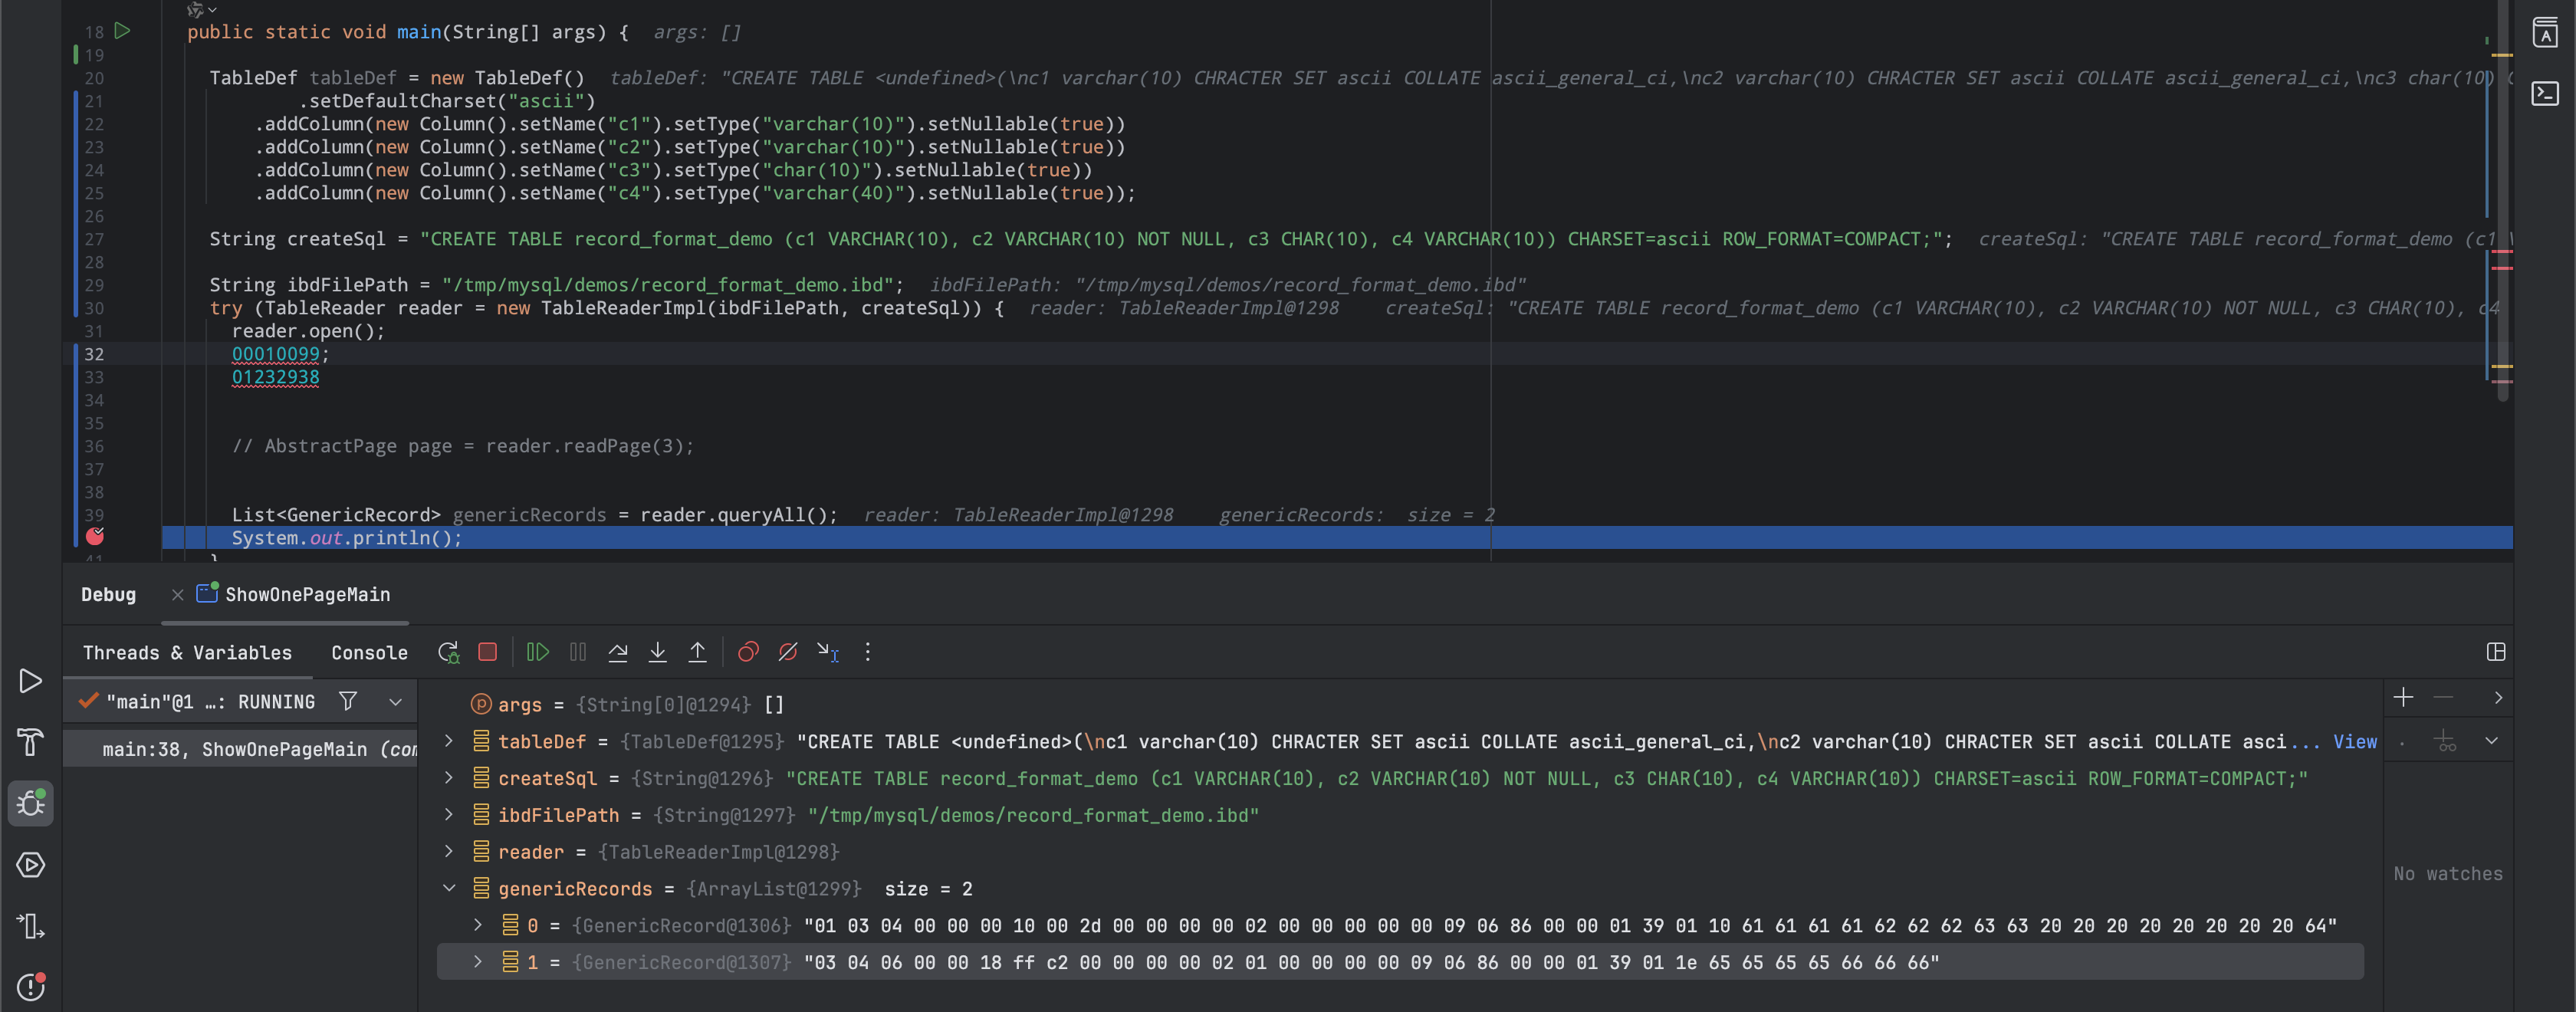 18 public static void main(String[] args) {   args: []
19
20 TableDef tableDef = new TableDef()   tableDef: "CREATE TABLE <undefined>(\nc1 varchar(10) CHRACTER SET ascii COLLATE ascii_general_ci,\nc2 varchar(10) CHRACTER SET ascii COLLATE ascii_general_ci,\nc3 char(10) C
21 .setDefaultCharset("ascii")
22 .addColumn(new Column().setName("c1").setType("varchar(10)").setNullable(true))
23 .addColumn(new Column().setName("c2").setType("varchar(10)").setNullable(true))
24 .addColumn(new Column().setName("c3").setType("char(10)").setNullable(true))
25 .addColumn(new Column().setName("c4").setType("varchar(40)").setNullable(true));
26
27 String createSql = "CREATE TABLE record_format_demo (c1 VARCHAR(10), c2 VARCHAR(10) NOT NULL, c3 CHAR(10), c4 VARCHAR(10)) CHARSET=ascii ROW_FORMAT=COMPACT;";   createSql: "CREATE TABLE record_format_demo (c1 V
28
29 String ibdFilePath = "/tmp/mysql/demos/record_format_demo.ibd";   ibdFilePath: "/tmp/mysql/demos/record_format_demo.ibd"
30 try (TableReader reader = new TableReaderImpl(ibdFilePath, createSql)) {   reader: TableReaderImpl@1298   createSql: "CREATE TABLE record_format_demo (c1 VARCHAR(10), c2 VARCHAR(10) NOT NULL, c3 CHAR(10), c4
31 reader.open();
32 00010099;
33 01232938
34
35
36 // AbstractPage page = reader.readPage(3);
37
38
39 List<GenericRecord> genericRecords = reader.queryAll();   reader: TableReaderImpl@1298   genericRecords:  size = 2
System.out.println();
41 }
Debug × ShowOnePageMain
Threads & Variables Console
"main"@1 …: RUNNING
main:38, ShowOnePageMain (con
args = {String[0]@1294} []
tableDef = {TableDef@1295} "CREATE TABLE <undefined>(\nc1 varchar(10) CHRACTER SET ascii COLLATE ascii_general_ci,\nc2 varchar(10) CHRACTER SET ascii COLLATE asci... View
createSql = {String@1296} "CREATE TABLE record_format_demo (c1 VARCHAR(10), c2 VARCHAR(10) NOT NULL, c3 CHAR(10), c4 VARCHAR(10)) CHARSET=ascii ROW_FORMAT=COMPACT;"
ibdFilePath = {String@1297} "/tmp/mysql/demos/record_format_demo.ibd"
reader = {TableReaderImpl@1298}
genericRecords = {ArrayList@1299}  size = 2
0 = {GenericRecord@1306} "01 03 04 00 00 00 10 00 2d 00 00 00 00 02 00 00 00 00 00 09 06 86 00 00 01 39 01 10 61 61 61 61 62 62 62 63 63 20 20 20 20 20 20 20 20 64"
1 = {GenericRecord@1307} "03 04 06 00 00 18 ff c2 00 00 00 00 02 01 00 00 00 00 09 06 86 00 00 01 39 01 1e 65 65 65 65 66 66 66"
No watches